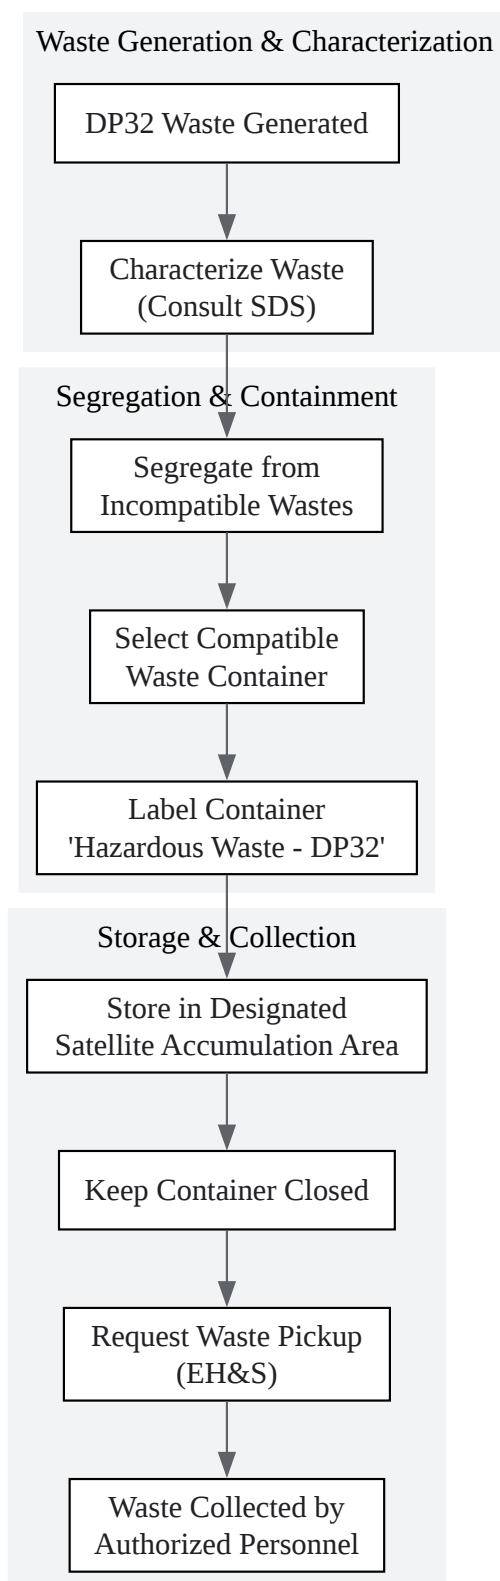 Waste Generation & Characterization
DP32 Waste Generated
Characterize Waste
(Consult SDS)
Segregation & Containment
Segregate from
Incompatible Wastes
Select Compatible
Waste Container
Label Container
'Hazardous Waste - DP32'
Storage & Collection
Store in Designated
Satellite Accumulation Area
Keep Container Closed
Request Waste Pickup
(EH&S)
Waste Collected by
Authorized Personnel